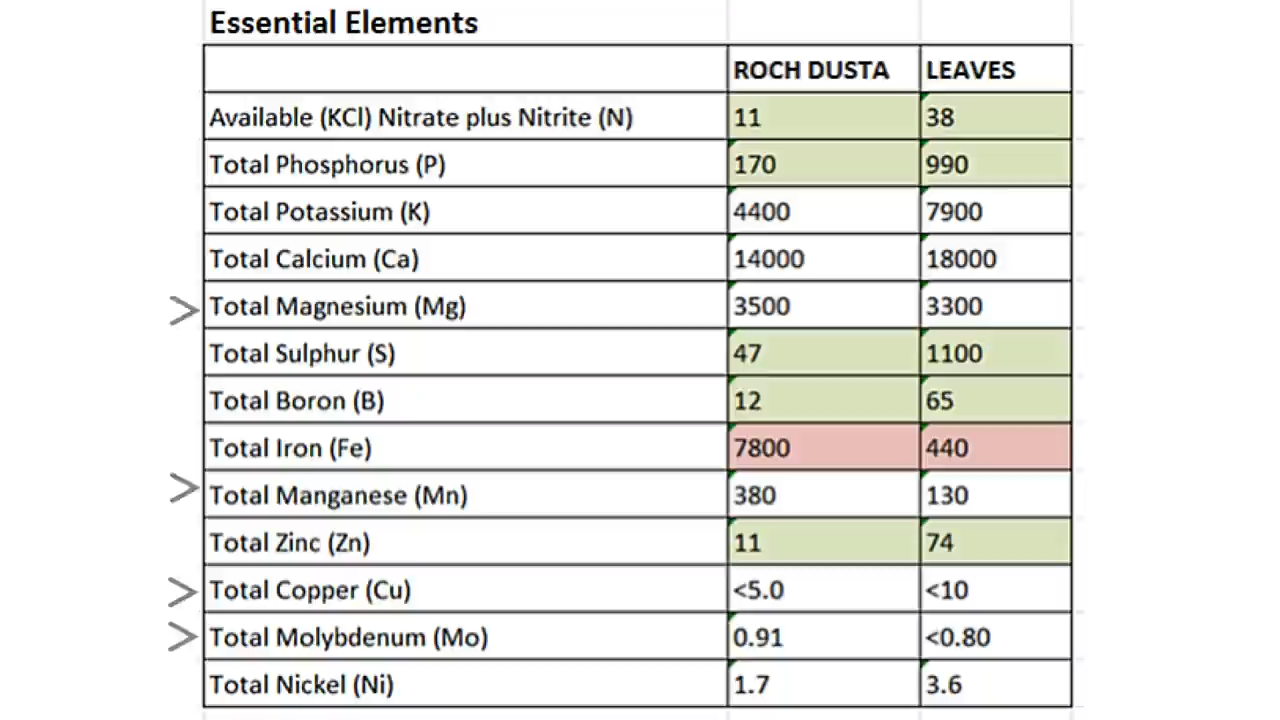 Essential Elements
ROCH DUSTA LEAVES
Available (KCl) Nitrate plus Nitrite (N) 11 38
Total Phosphorus (P) 170 990
Total Potassium (K) 4400 7900
Total Calcium (Ca) 14000 18000
> Total Magnesium (Mg) 3500 3300
Total Sulphur (S) 47 1100
Total Boron (B) 12 65
Total Iron (Fe) 7800 440
> Total Manganese (Mn) 380 130
Total Zinc (Zn) 11 74
> Total Copper (Cu) <5.0 <10
> Total Molybdenum (Mo) 0.91 <0.80
Total Nickel (Ni) 1.7 3.6